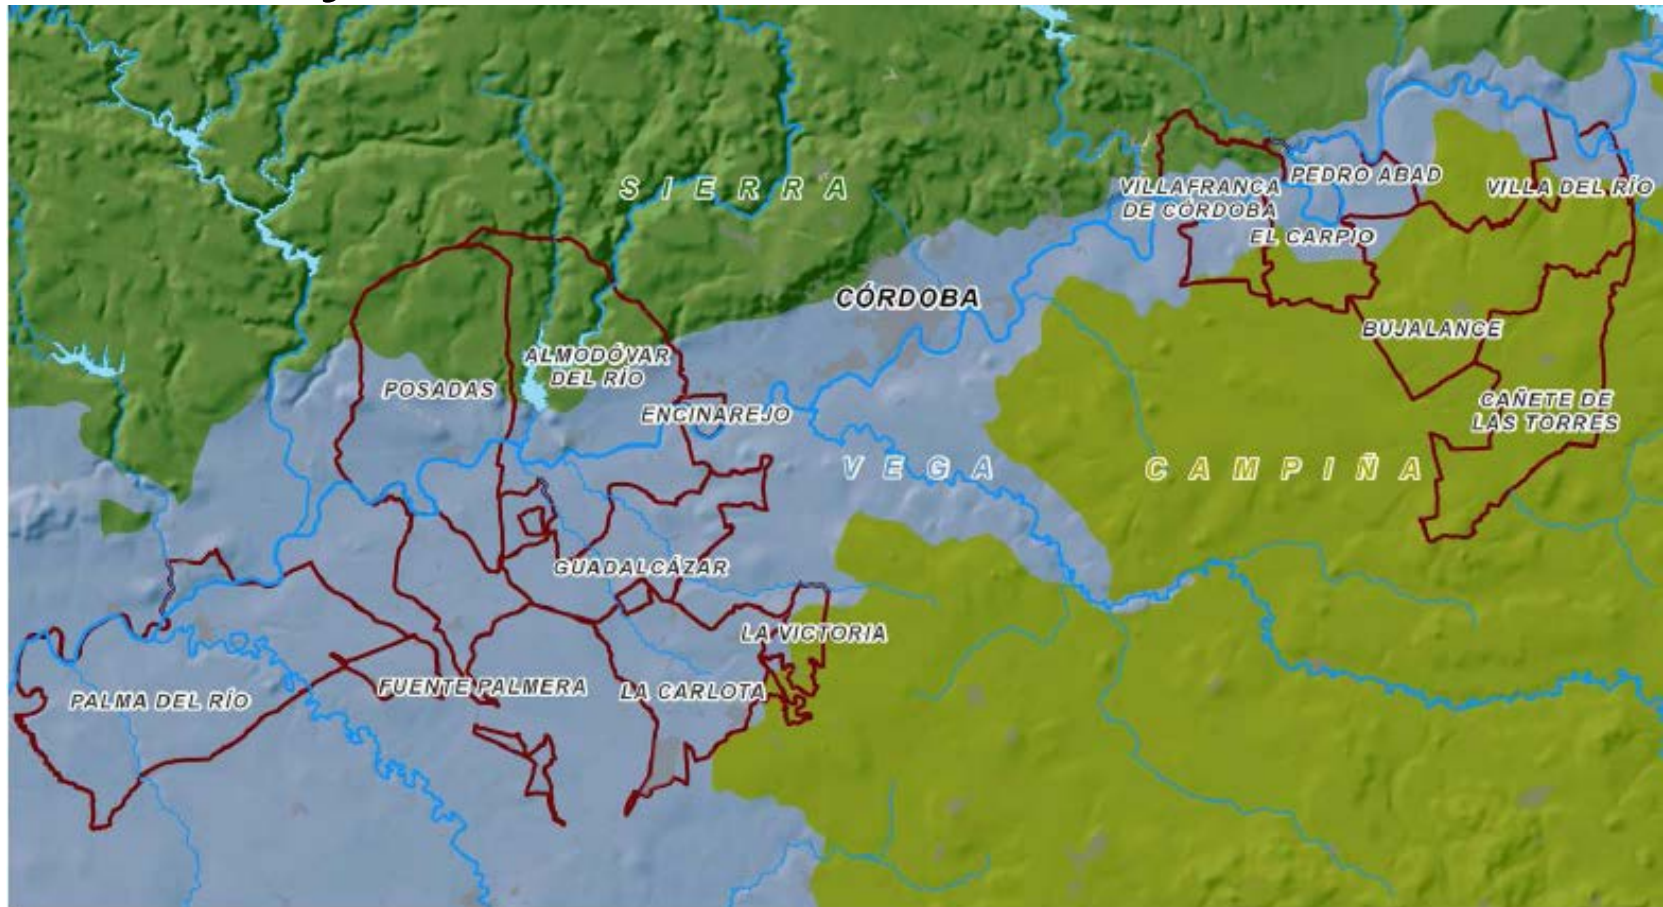 SIERRA
VILLAFRANCA
DE CÓRDOBA
PEDRO ABAD
VILLA DEL RÍO
EL CARPIO
CÓRDOBA
BUJALANCE
ALMODÓVAR
DEL RÍO
POSADAS
ENCINAREJO
CAÑETE DE
LAS TORRES
VEGA
CAMPIÑA
GUADALCÁZAR
LA VICTORIA
PALMA DEL RÍO
FUENTE PALMERA
LA CARLOTA